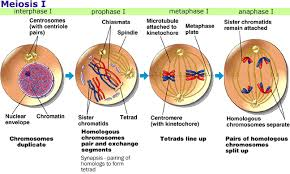 Meiosis I
interphase I
prophase I
metaphase I
anaphase I
Centrosomes
(with centriole
pairs)
Nuclear
envelope
Chromatin
Chromosomes
duplicate
Chiasmata
Spindle
Sister
chromatids
Tetrad
Homologous
chromosomes
pair and exchange
segments
Synapsis - pairing of
homologs to form
tetrad
Microtubule
attached to
kinetochore
Metaphase
plate
Centromere
(with kinetochore)
Tetrads line up
Sister chromatids
remain attached
Homologous
chromosomes separate
Pairs of homologous
chromosomes
split up